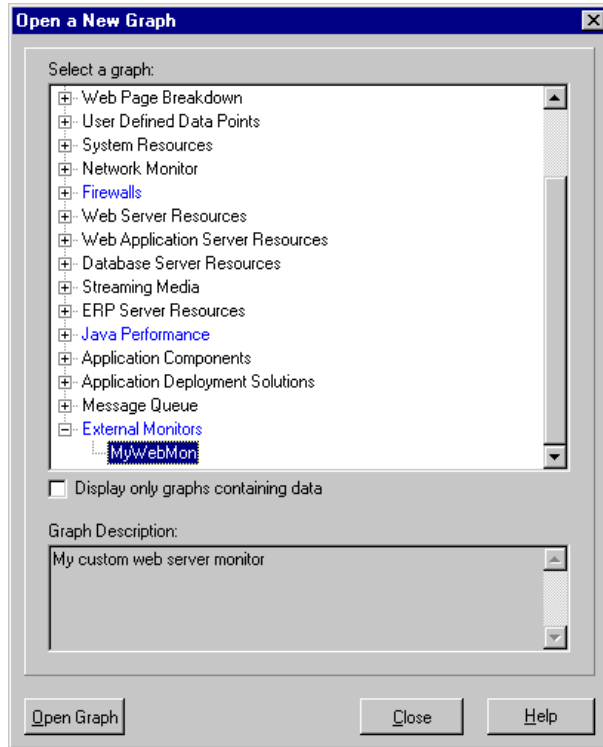 Open a New Graph
Select a graph:
Web Page Breakdown
User Defined Data Points
System Resources
Network Monitor
Firewalls
Web Server Resources
Web Application Server Resources
Database Server Resources
Streaming Media
ERP Server Resources
Java Performance
Application Components
Application Deployment Solutions
Message Queue
External Monitors
MyWebMon
Display only graphs containing data
Graph Description:
My custom web server monitor
Open Graph Close Help